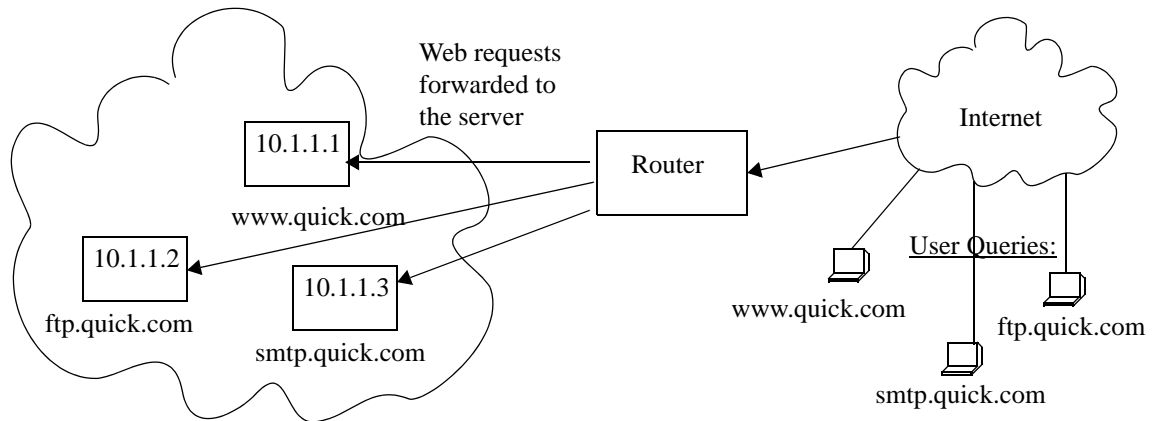 Web requests
forwarded to
the server
10.1.1.1
www.quick.com
10.1.1.2
ftp.quick.com
10.1.1.3
smtp.quick.com
Router
Internet
User Queries:
www.quick.com
ftp.quick.com
smtp.quick.com